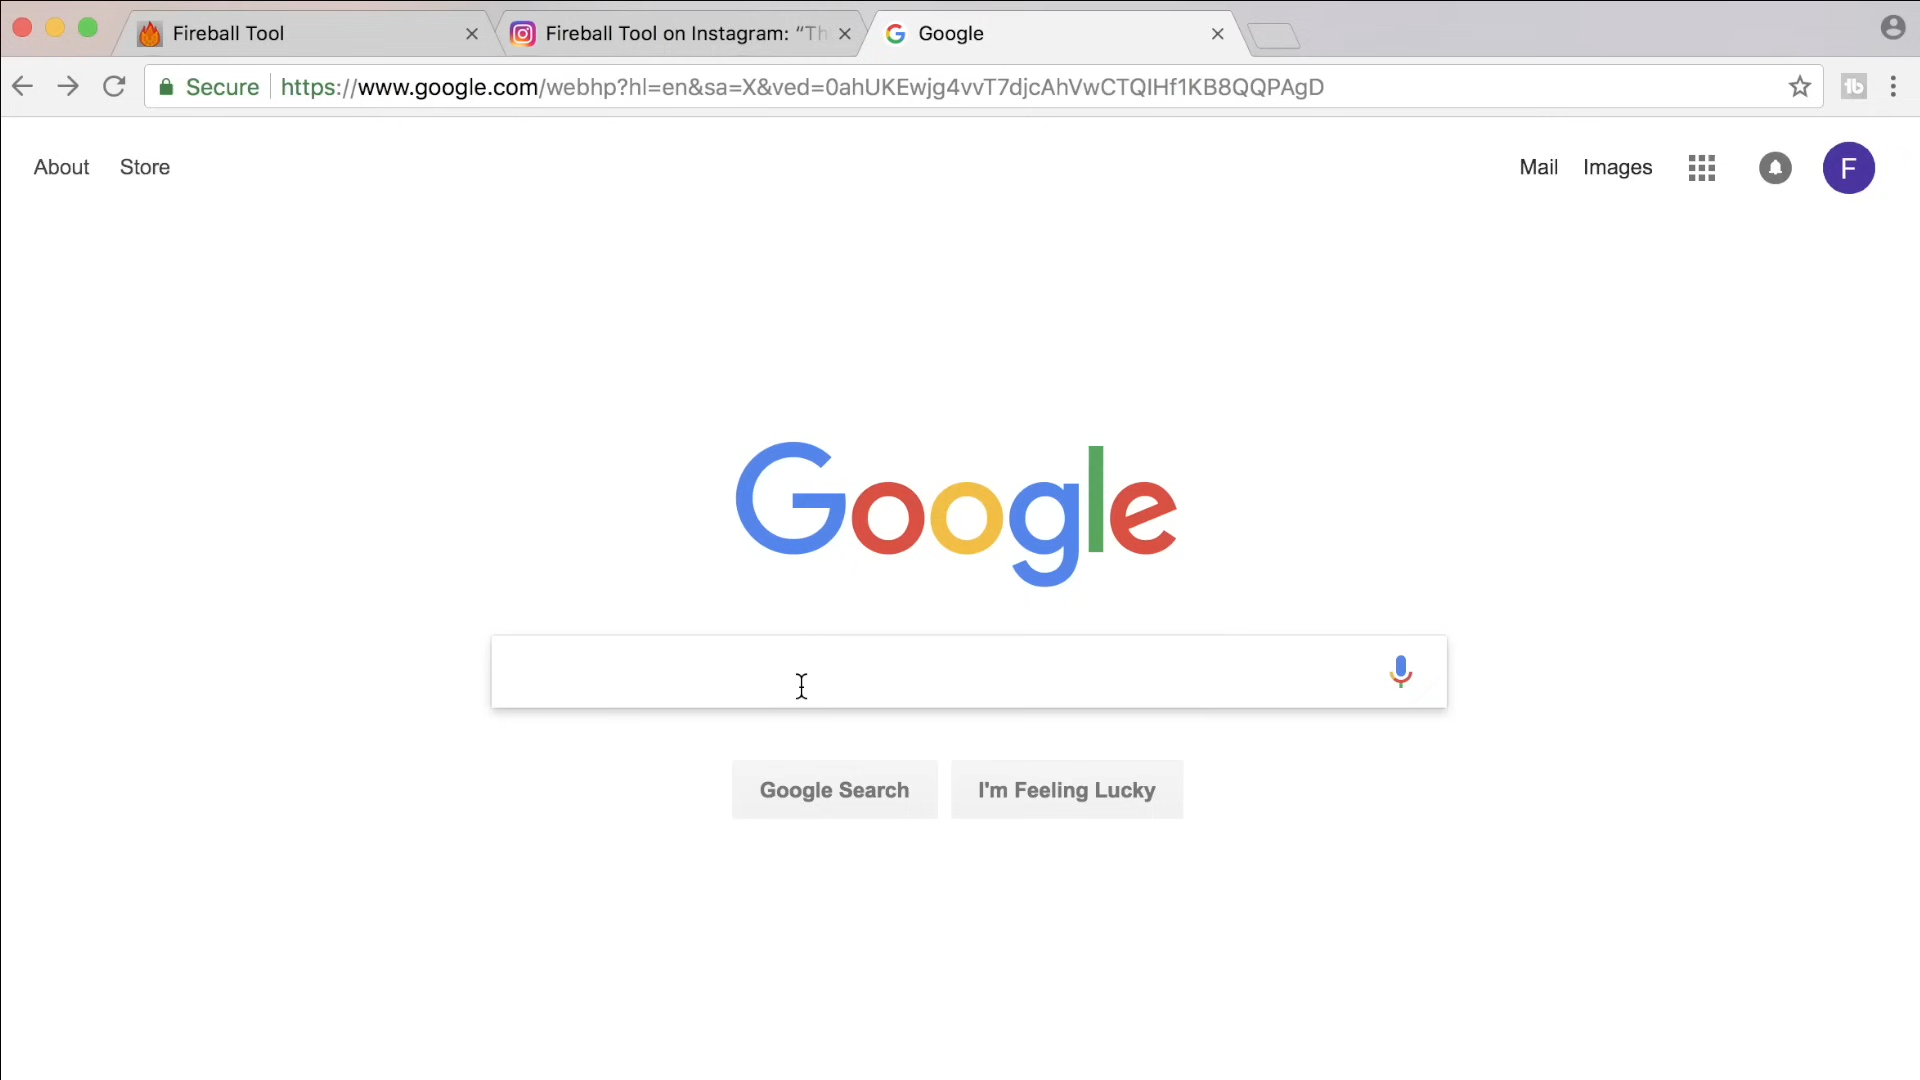 Fireball Tool
Fireball Tool on Instagram: “Th
Google
Secure
https://www.google.com/webhp?hl=en&sa=X&ved=0ahUKEwjg4vvT7djcAhVwCTQIHf1KB8QQPAgD
About
Store
Mail
Images
F
Google
Google Search
I'm Feeling Lucky